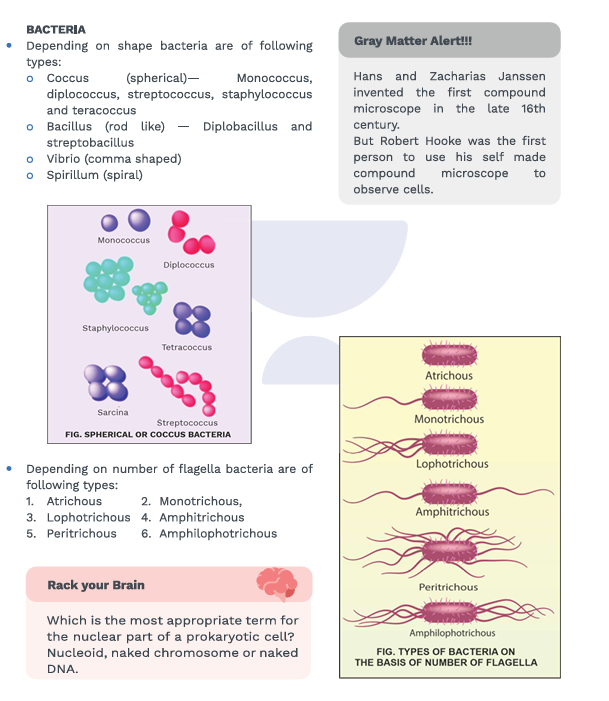 BACTERIA
• Depending on shape bacteria are of following
types:
o Coccus (spherical)— Monococcus,
diplococcus, streptococcus, staphylococcus
and teracoccus
o Bacillus (rod like) — Diplobacillus and
streptobacillus
o Vibrio (comma shaped)
o Spirillum (spiral)
Gray Matter Alert!!!
Hans and Zacharias Janssen
invented the first compound
microscope in the late 16th
century.
But Robert Hooke was the first
person to use his self made
compound microscope to
observe cells.
Monococcus
Diplococcus
Staphylococcus
Tetracoccus
Sarcina
Streptococcus
FIG. SPHERICAL OR COCCUS BACTERIA
• Depending on number of flagella bacteria are of
following types:
1. Atrichous 2. Monotrichous,
3. Lophotrichous 4. Amphitrichous
5. Peritrichous 6. Amphilophotrichous
Rack your Brain
Which is the most appropriate term for
the nuclear part of a prokaryotic cell?
Nucleoid, naked chromosome or naked
DNA.
Atrichous
Monotrichous
Lophotrichous
Amphitrichous
Peritrichous
Amphilophotrichous
FIG. TYPES OF BACTERIA ON
THE BASIS OF NUMBER OF FLAGELLA